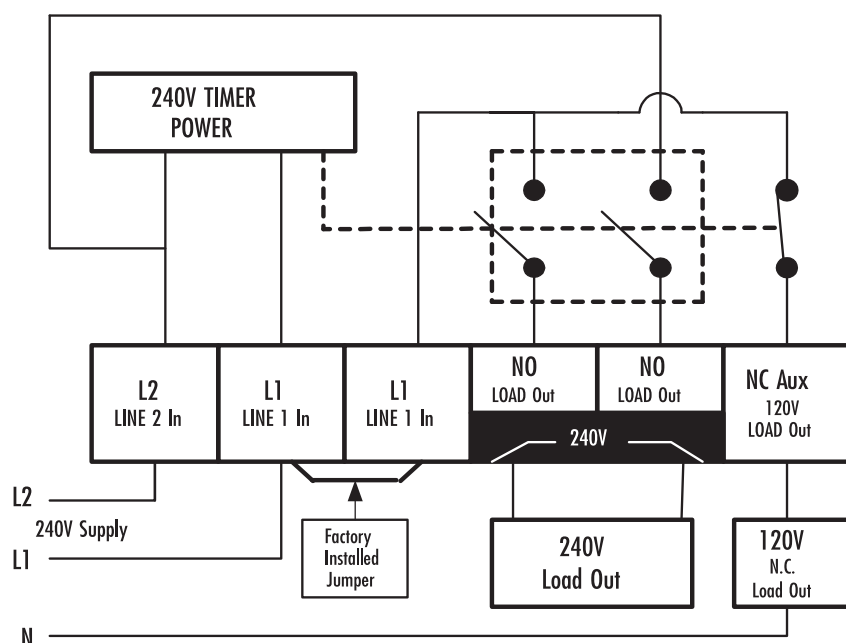 240V TIMER
POWER
L2
LINE 2 In
L1
LINE 1 In
L1
LINE 1 In
NO
LOAD Out
NO
LOAD Out
240V
NC Aux
120V
LOAD Out
L2
240V Supply
L1
N
Factory
Installed
Jumper
240V
Load Out
120V
N.C.
Load Out